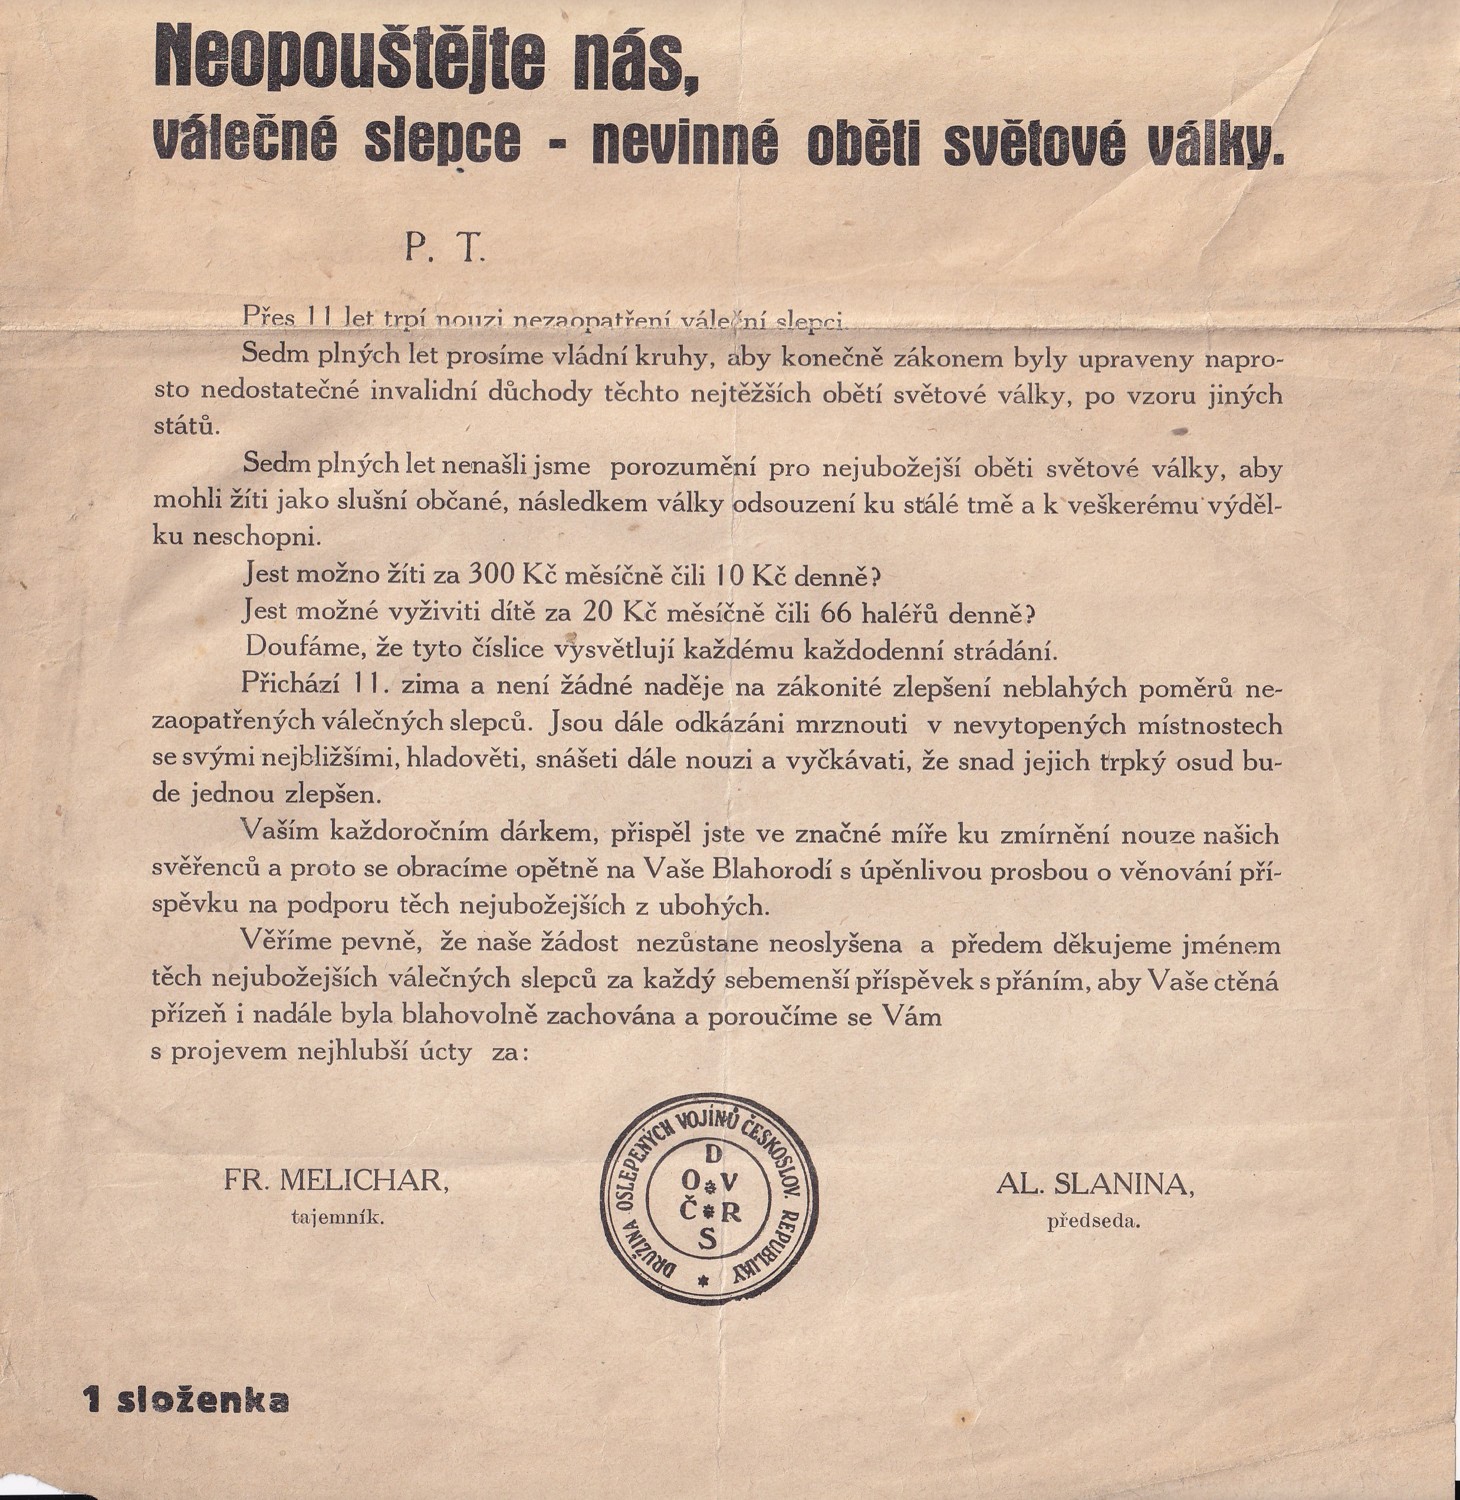 Neopouštějte nás,
válečné slepce - nevinné oběti světové války.
P. T.
Přes 11 let trpí nouzi nezaopatření váleční slepci.
Sedm plných let prosíme vládní kruhy, aby konečně zákonem byly upraveny napro-
sto nedostatečné invalidní důchody těchto nejtěžších obětí světové války, po vzoru jiných
států.
Sedm plných let nenašli jsme porozumění pro nejubožejší oběti světové války, aby
mohli žíti jako slušní občané, následkem války odsouzení ku stálé tmě a k veškerému výděl-
ku neschopni.
Jest možno žíti za 300 Kč měsíčně čili 10 Kč denně?
Jest možné vyživiti dítě za 20 Kč měsíčně čili 66 haléřů denně?
Doufáme, že tyto číslice vysvětlují každému každodenní strádání.
Přichází 11. zima a není žádné naděje na zákonité zlepšení neblahých poměrů ne-
zaopatřených válečných slepců. Jsou dále odkázáni mrznouti v nevytopených místnostech
se svými nejbližšími, hladověti, snášeti dále nouzi a vyčkávati, že snad jejich trpký osud bu-
de jednou zlepšen.
Vaším každoročním dárkem, přispěl jste ve značné míře ku zmírnění nouze našich
svěřenců a proto se obracíme opětně na Vaše Blahorodí s úpěnlivou prosbou o věnování pří-
spěvku na podporu těch nejubožejších z ubohých.
Věříme pevně, že naše žádost nezůstane neoslyšena a předem děkujeme jménem
těch nejubožejších válečných slepců za každý sebemenší příspěvek s přáním, aby Vaše ctěná
přízeň i nadále byla blahovolně zachována a poroučíme se Vám
s projevem nejhlubší úcty za:
DRUŽINA OSLEPENÝCH VOJÍNŮ ČESKOSLOV. REPUBLIKY
D
O V
Č R
S
FR. MELICHAR,
tajemník.
AL. SLANINA,
předseda.
1 složenka